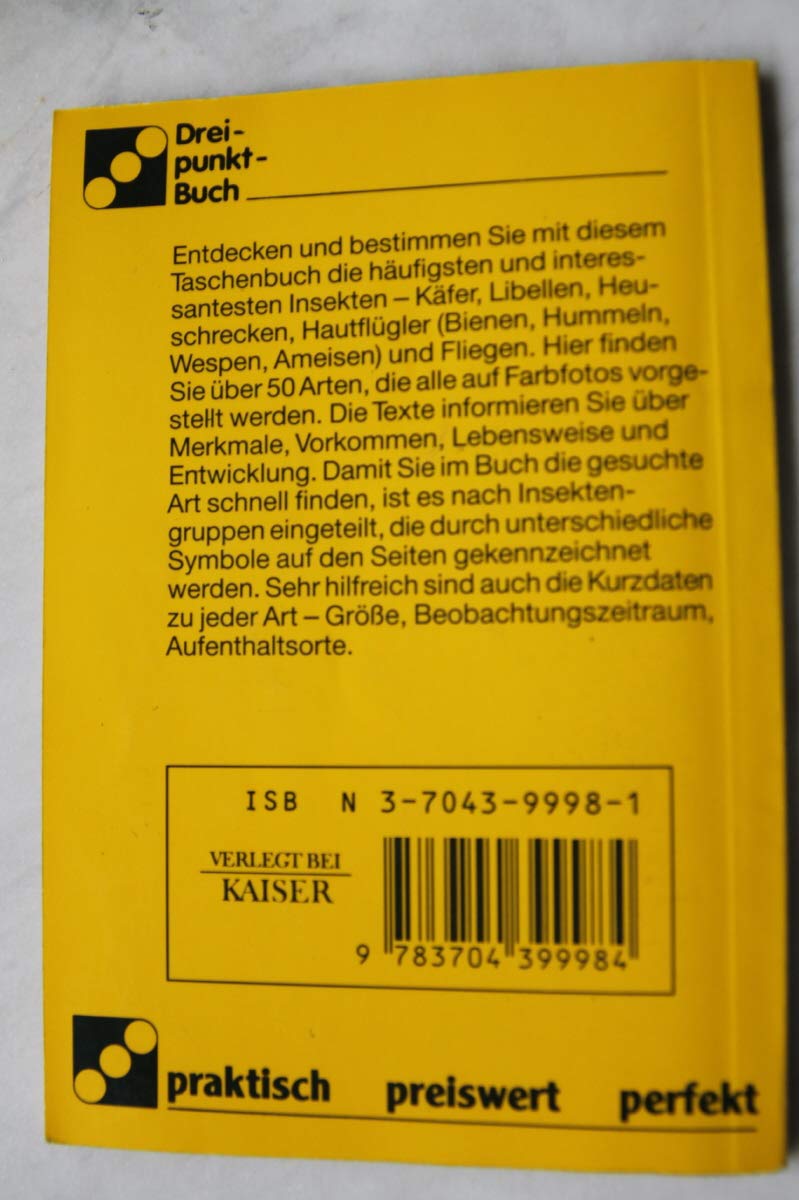 Drei-
punkt-
Buch
Entdecken und bestimmen Sie mit diesem
Taschenbuch die häufigsten und interes-
santesten Insekten – Käfer, Libellen, Heu-
schrecken, Hautflügler (Bienen, Hummeln,
Wespen, Ameisen) und Fliegen. Hier finden
Sie über 50 Arten, die alle auf Farbfotos vorge-
stellt werden. Die Texte informieren Sie über
Merkmale, Vorkommen, Lebensweise und
Entwicklung. Damit Sie im Buch die gesuchte
Art schnell finden, ist es nach Insekten-
gruppen eingeteilt, die durch unterschiedliche
Symbole auf den Seiten gekennzeichnet
werden. Sehr hilfreich sind auch die Kurzdaten
zu jeder Art – Größe, Beobachtungszeitraum,
Aufenthaltsorte.
ISB N 3-7043-9998-1
VERLEGT BEI
KAISER
9 783704 399984
praktisch preiswert perfekt